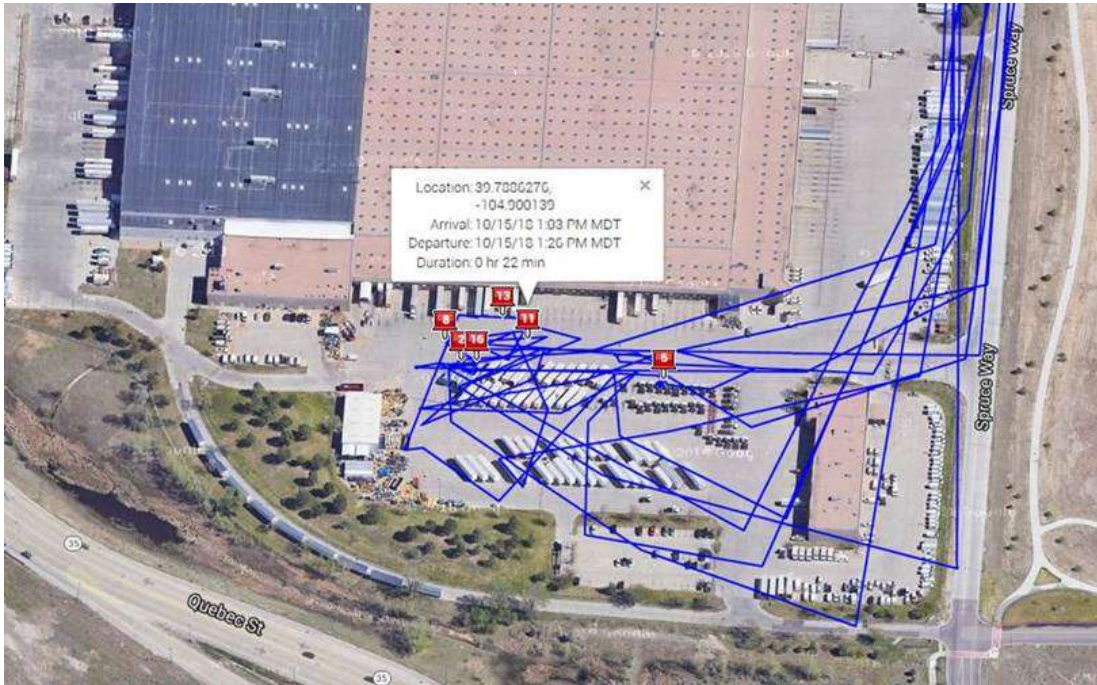 Spruce Way
Location: 39.7886276,
-104.900139
Arrival: 10/15/18 1:03 PM MDT
Departure: 10/15/18 1:26 PM MDT
Duration: 0 hr 22 min
13
8
11
2
16
5
Spruce Way
35
Quebec St
35